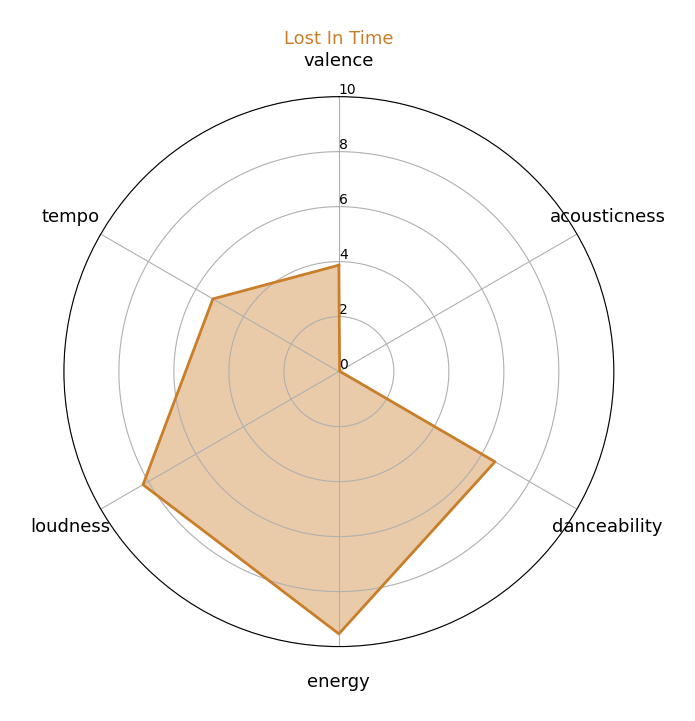 Lost In Time
valence
10
8
tempo
acousticness
6
4
2
0
loudness
danceability
energy